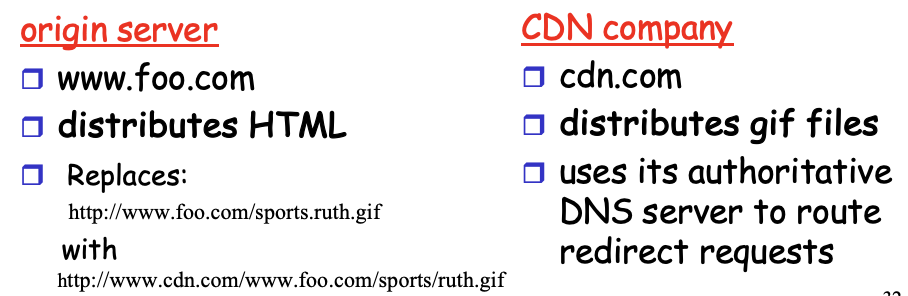 origin server
www.foo.com
distributes HTML
Replaces:
http://www.foo.com/sports.ruth.gif
with
http://www.cdn.com/www.foo.com/sports/ruth.gif
CDN company
cdn.com
distributes gif files
uses its authoritative
DNS server to route
redirect requests